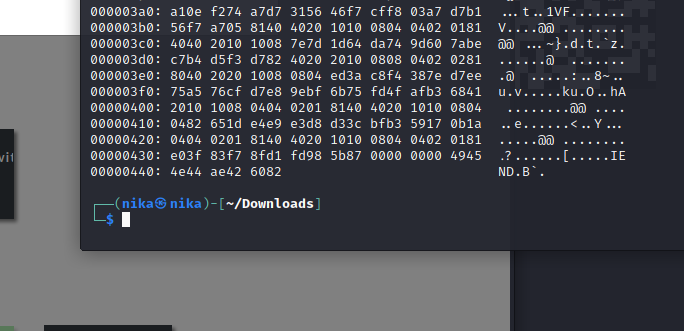 000003a0: a10e f274 a7d7 3156 46f7 cff8 03a7 d7b1  ...t..1VF.......
000003b0: 56f7 a705 8140 4020 1010 0804 0402 0181  V....@@ ........
000003c0: 4040 2010 1008 7e7d 1d64 da74 9d60 7abe  @@ ...~}.d.t.`z.
000003d0: c7b4 d5f3 d782 4020 2010 0808 0402 0281  ......@  .......
000003e0: 8040 2020 1008 0804 ed3a c8f4 387e d7ee  .@  .....:..8~..
000003f0: 75a5 76cf d7e8 9ebf 6b75 fd4f afb3 6841  u.v.....ku.O..hA
00000400: 2010 1008 0404 0201 8140 4020 1010 0804   ........@@ ....
00000410: 0482 651d e4e9 e3d8 d33c bfb3 5917 0b1a  ..e......<..Y...
00000420: 0404 0201 8140 4020 1010 0804 0402 0181  .....@@ ........
00000430: e03f 83f7 8fd1 fd98 5b87 0000 0000 4945  .?......[.....IE
00000440: 4e44 ae42 6082  ND.B`.
┌──(nika㉿nika)-[~/Downloads]
└─$